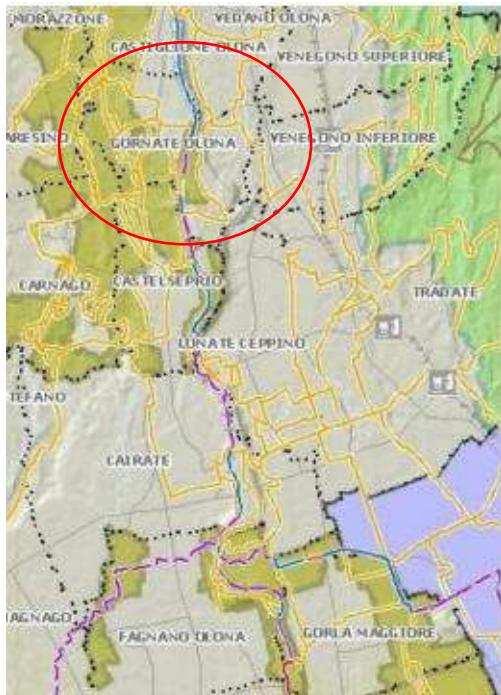 MORAZZONE
VEDANO OLONA
CASTIGLIONE OLONA
VENEGONO SUPERIORE
ARESINO
GORNATE OLONA
VENEGONO INFERIORE
CARNAGO
CASTELSEPRIO
TRADATE
LONATE CEPPINO
TEFANO
CAIRATE
AGNAGO
FAGNANO OLONA
GORLA MAGGIORE